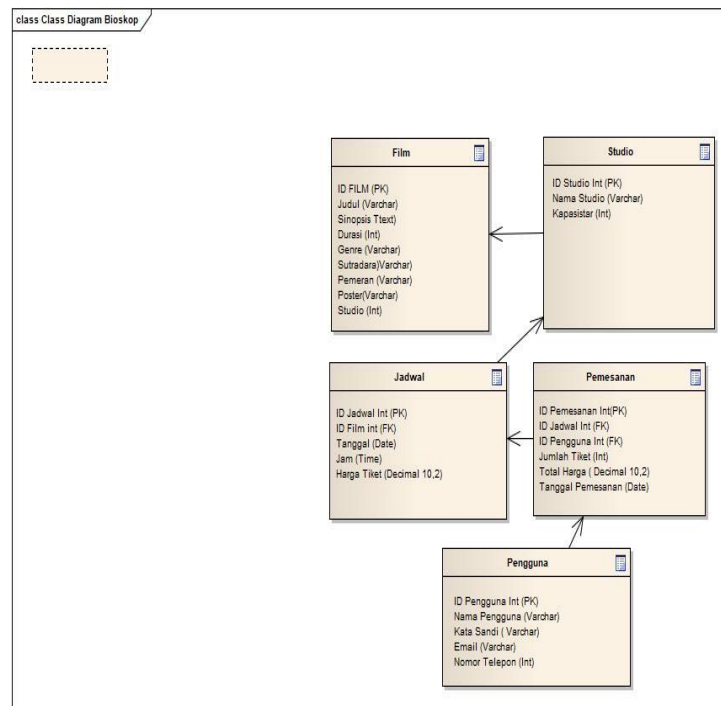 class Class Diagram Bioskop
Film
ID FILM (PK)
Judul (Varchar)
Sinopsis Ttext)
Durasi (Int)
Genre (Varchar)
Sutradara)Varchar)
Pemeran (Varchar)
Poster(Varchar)
Studio (Int)
Studio
ID Studio Int (PK)
Nama Studio (Varchar)
Kapasistar (Int)
Jadwal
ID Jadwal Int (PK)
ID Film int (FK)
Tanggal (Date)
Jam (Time)
Harga Tiket (Decimal 10,2)
Pemesanan
ID Pemesanan Int(PK)
ID Jadwal Int (FK)
ID Pengguna Int (FK)
Jumlah Tiket (Int)
Total Harga ( Decimal 10,2)
Tanggal Pemesanan (Date)
Pengguna
ID Pengguna Int (PK)
Nama Pengguna (Varchar)
Kata Sandi ( Varchar)
Email (Varchar)
Nomor Telepon (Int)